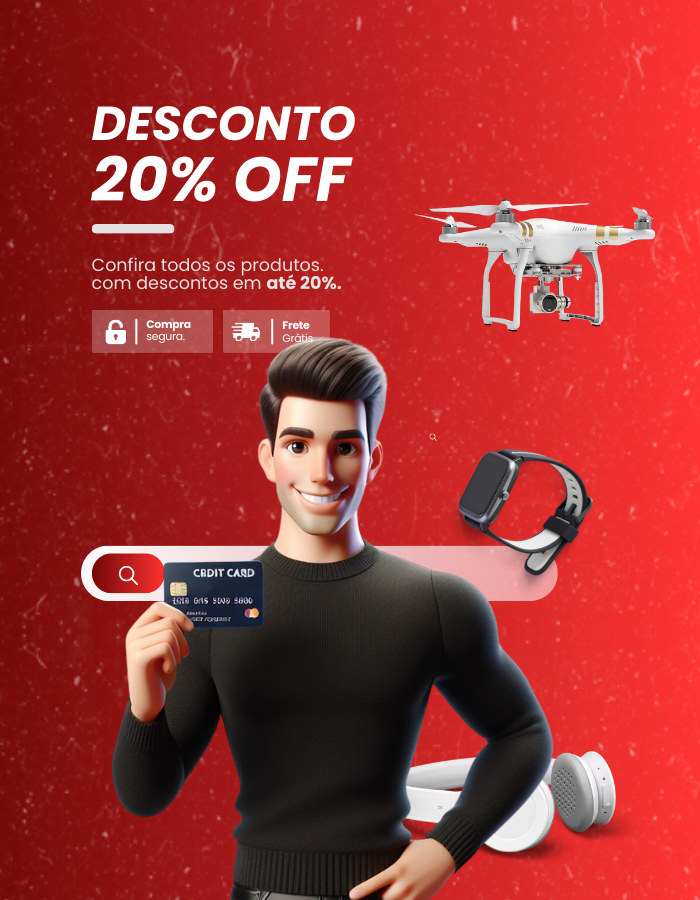 DESCONTO
20% OFF
Confira todos os produtos.
com descontos em até 20%.
Compra
segura.
Frete
Grátis
CRDIT CARD